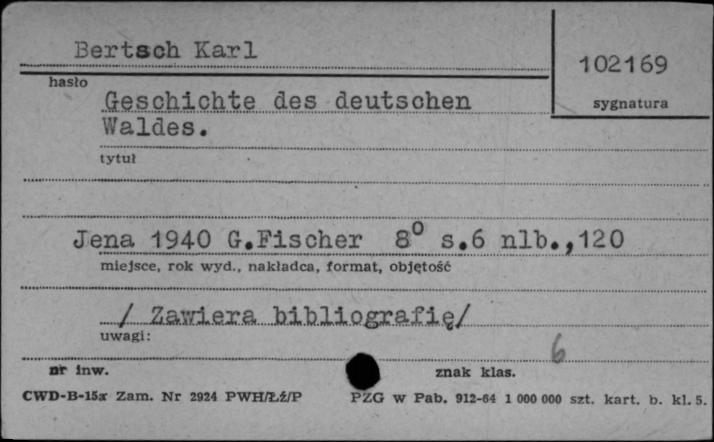 Bertsch Karl
102169
hasło
sygnatura
Geschichte des deutschen
Waldes.
tytuł
Jena 1940 G.Fischer 8⁰ s.6 nlb.,120
miejsce, rok wyd., nakładca, format, objętość
/ Zawiera bibliografię/
uwagi:
6
nr inw.
znak klas.
CWD-B-15a Zam. Nr 2924 PWH/Łź/P
PZG w Pab. 912-64 1 000 000 szt. kart. b. kl. 5.